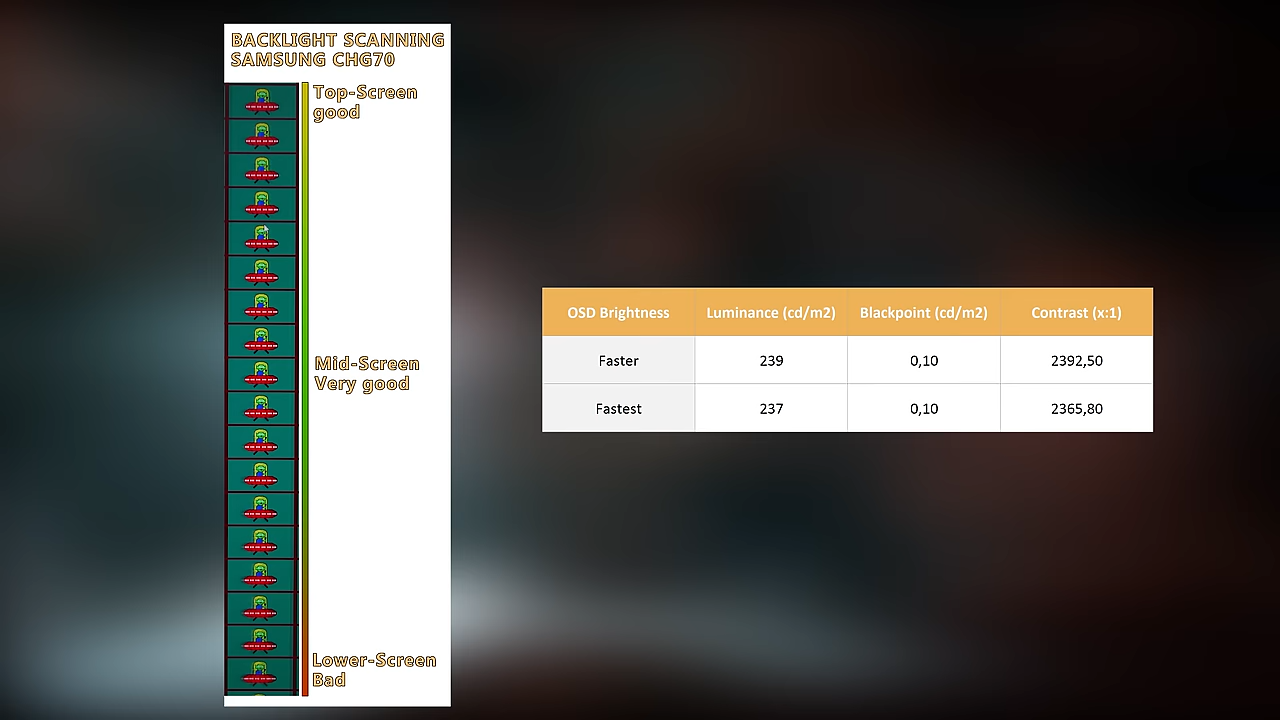 BACKLIGHT SCANNING
SAMSUNG CHG70
Top-Screen
good
Mid-Screen
Very good
Lower-Screen
Bad
OSD Brightness Luminance (cd/m2) Blackpoint (cd/m2) Contrast (x:1)
Faster 239 0,10 2392,50
Fastest 237 0,10 2365,80